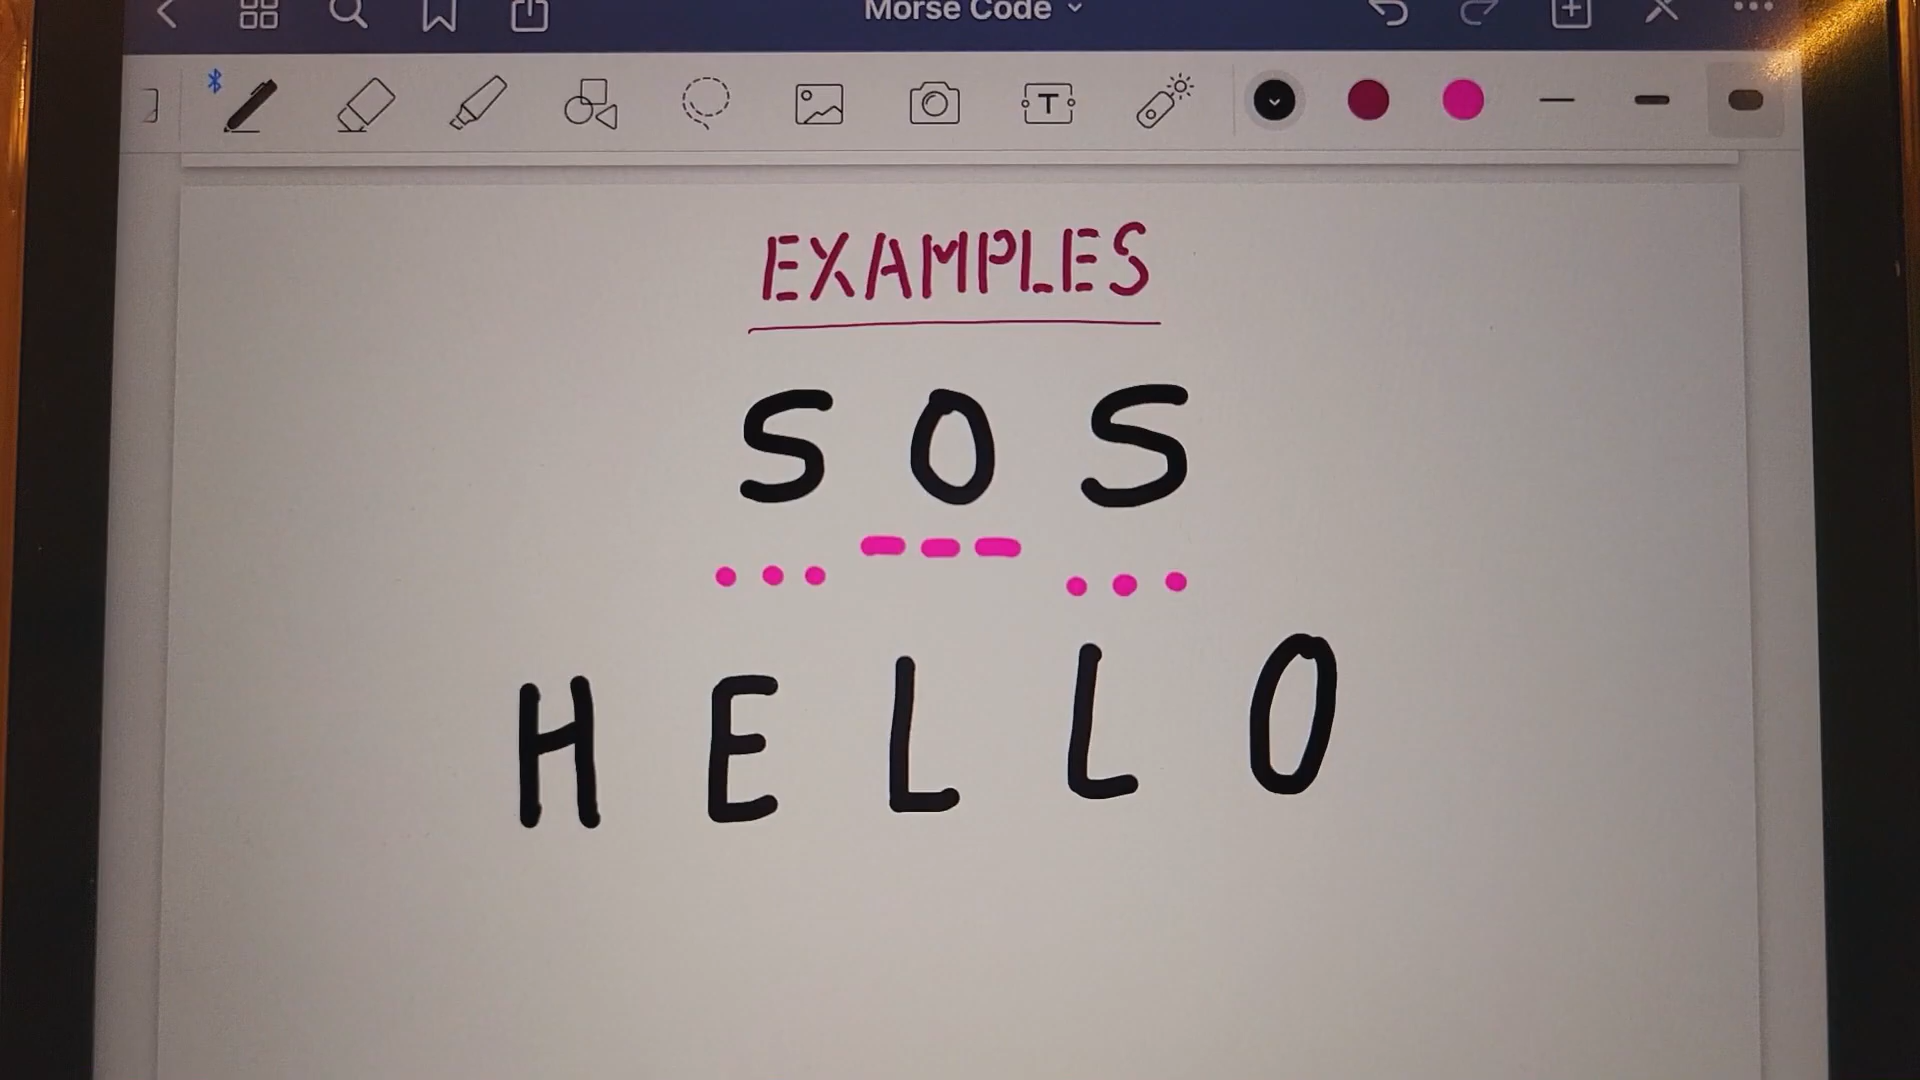 Morse Code
T
EXAMPLES
S O S
... --- ...
H E L L O